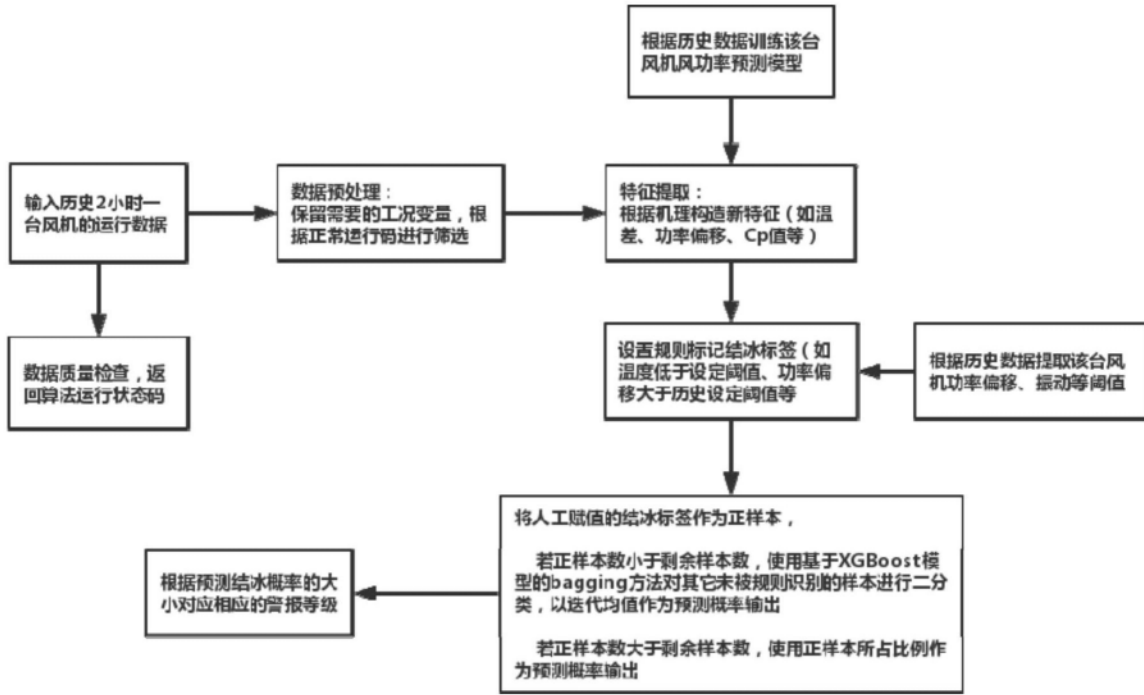 根据历史数据训练该台
风机风功率预测模型
输入历史2小时一
台风机的运行数据
数据预处理：
保留需要的工况变量，根
据正常运行码进行筛选
特征提取：
根据机理构造新特征（如温
差、功率偏移、Cp值等）
数据质量检查，返
回算法运行状态码
设置规则标记结冰标签（如
温度低于设定阈值、功率偏
移大于历史设定阈值等
根据历史数据提取该台风
机功率偏移、振动等阈值
将人工赋值的结冰标签作为正样本，
若正样本数小于剩余样本数，使用基于XGBoost模
型的bagging方法对其它未被规则识别的样本进行二分
类，以迭代均值作为预测概率输出
若正样本数大于剩余样本数，使用正样本所占比例作
为预测概率输出
根据预测结冰概率的大
小对应相应的警报等级